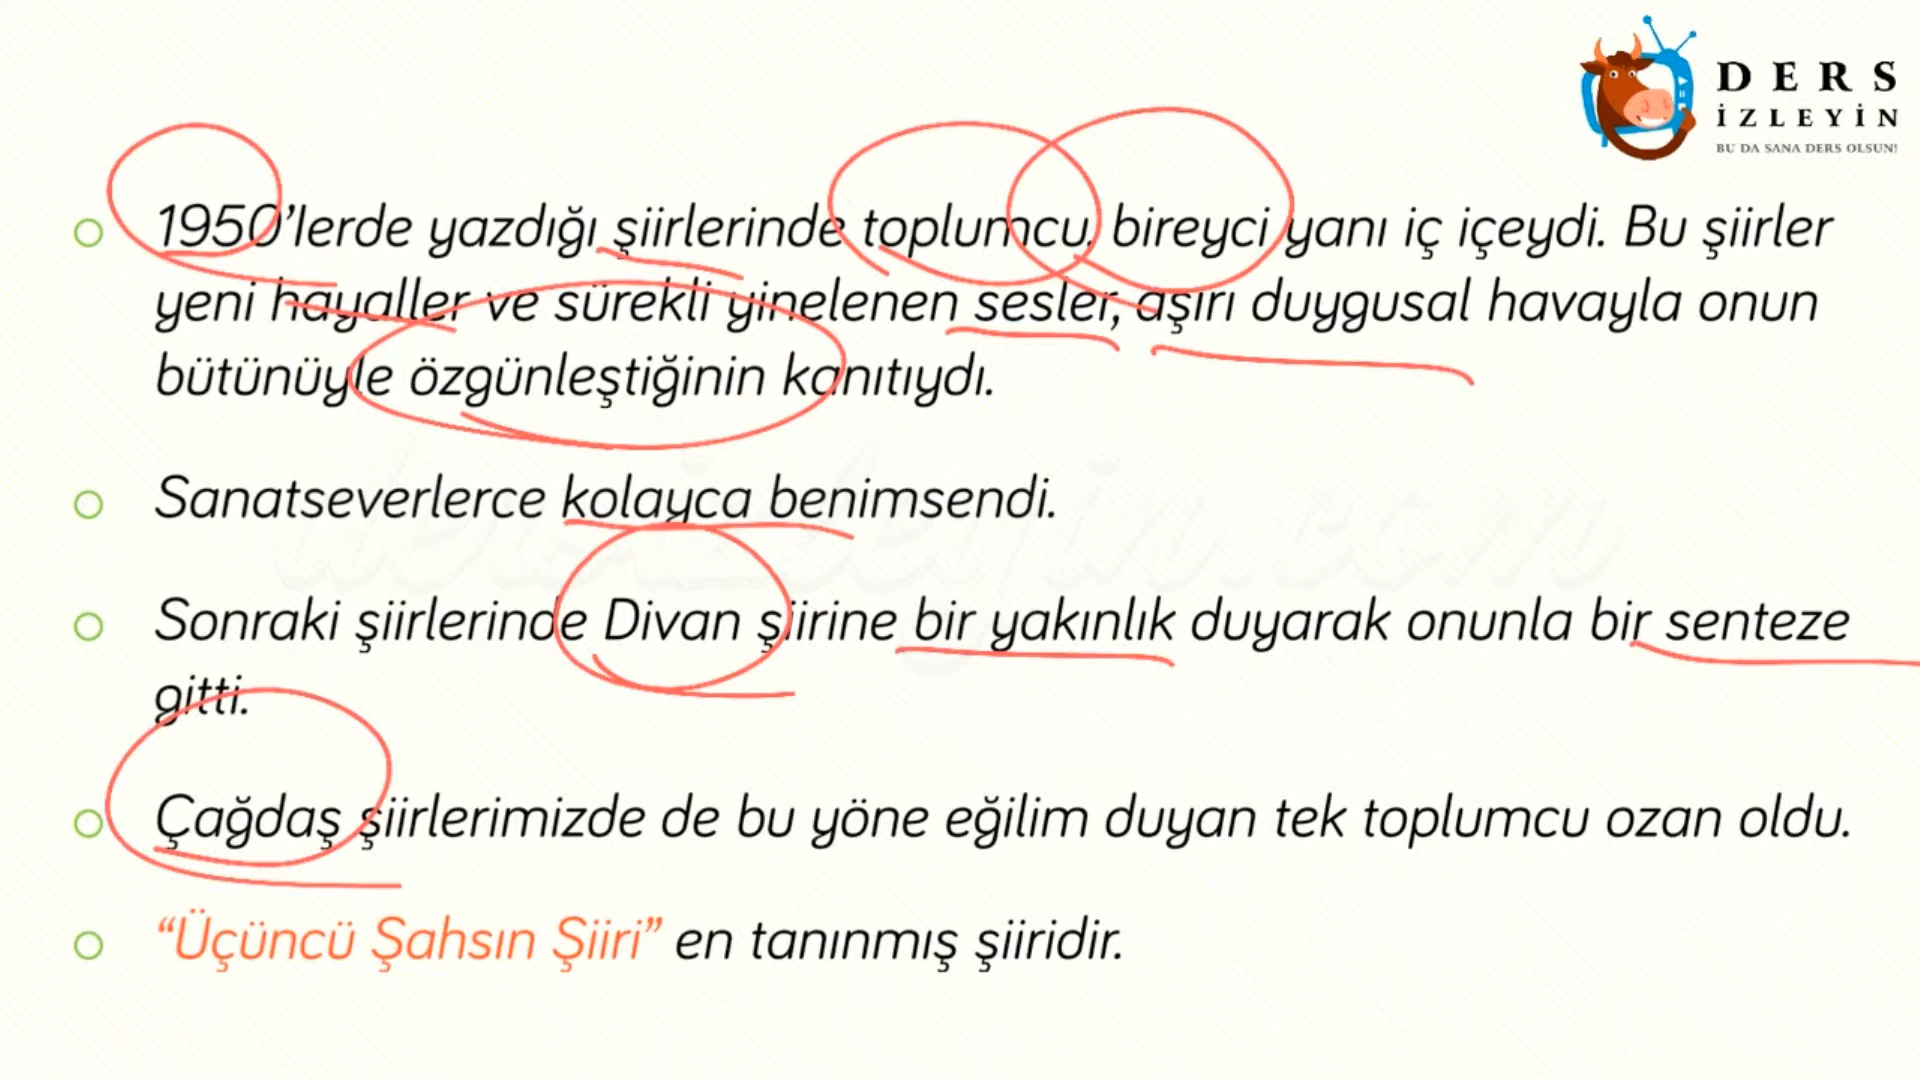 DERS
İZLEYİN
BU DA SANA DERS OLSUN!
1950’lerde yazdığı şiirlerinde toplumcu, bireyci yanı iç içeydi. Bu şiirler
yeni hayaller ve sürekli yinelenen sesler, aşırı duygusal havayla onun
bütünüyle özgünleştiğinin kanıtıydı.
Sanatseverlerce kolayca benimsendi.
Sonraki şiirlerinde Divan şiirine bir yakınlık duyarak onunla bir senteze
gitti.
Çağdaş şiirlerimizde de bu yöne eğilim duyan tek toplumcu ozan oldu.
“Üçüncü Şahsın Şiiri” en tanınmış şiiridir.
dersizleyin.com